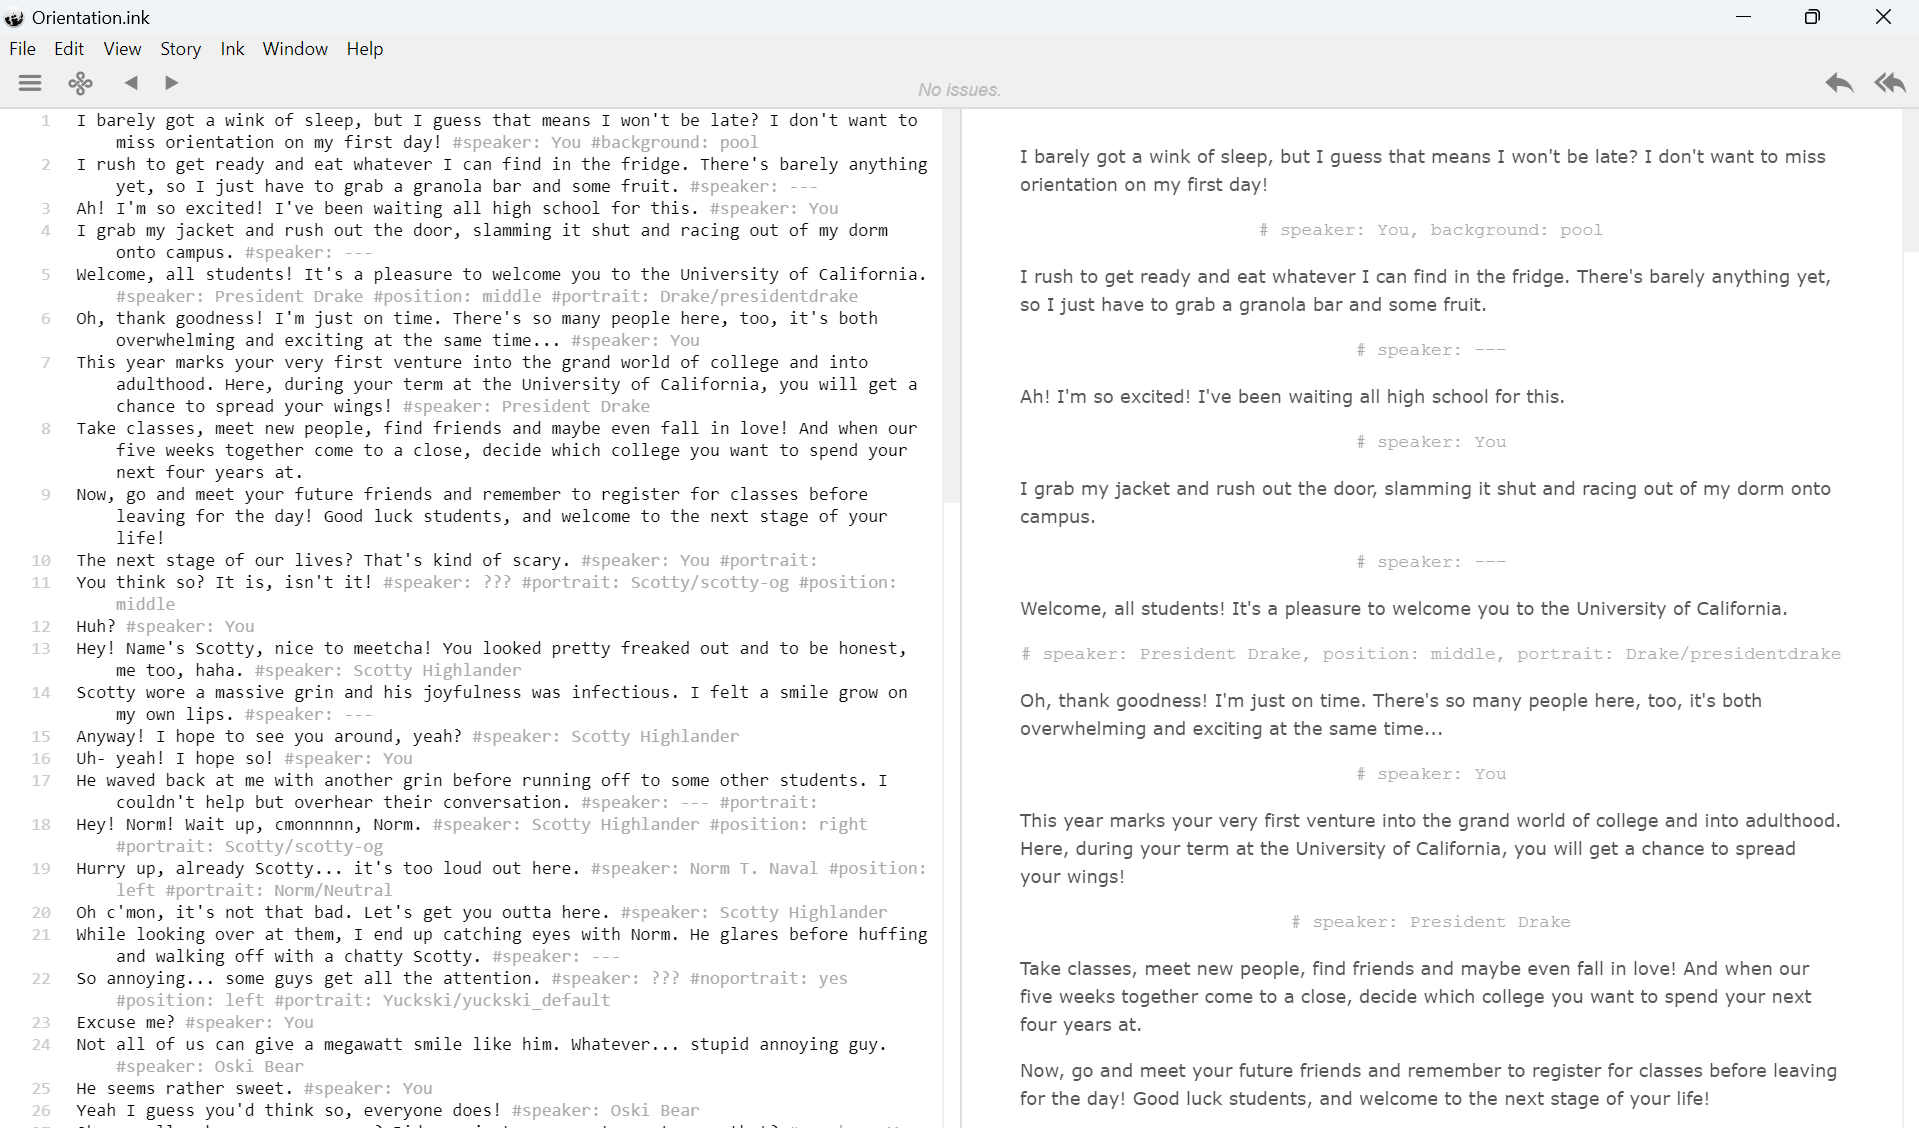 Orientation.ink
File Edit View Story Ink Window Help
No issues.
1 I barely got a wink of sleep, but I guess that means I won't be late? I don't want to
miss orientation on my first day! #speaker: You #background: pool
2 I rush to get ready and eat whatever I can find in the fridge. There's barely anything
yet, so I just have to grab a granola bar and some fruit. #speaker: ---
3 Ah! I'm so excited! I've been waiting all high school for this. #speaker: You
4 I grab my jacket and rush out the door, slamming it shut and racing out of my dorm
onto campus. #speaker: ---
5 Welcome, all students! It's a pleasure to welcome you to the University of California.
#speaker: President Drake #position: middle #portrait: Drake/presidentdrake
6 Oh, thank goodness! I'm just on time. There's so many people here, too, it's both
overwhelming and exciting at the same time... #speaker: You
7 This year marks your very first venture into the grand world of college and into
adulthood. Here, during your term at the University of California, you will get a
chance to spread your wings! #speaker: President Drake
8 Take classes, meet new people, find friends and maybe even fall in love! And when our
five weeks together come to a close, decide which college you want to spend your
next four years at.
9 Now, go and meet your future friends and remember to register for classes before
leaving for the day! Good luck students, and welcome to the next stage of your
life!
10 The next stage of our lives? That's kind of scary. #speaker: You #portrait:
11 You think so? It is, isn't it! #speaker: ??? #portrait: Scotty/scotty-og #position:
middle
12 Huh? #speaker: You
13 Hey! Name's Scotty, nice to meetcha! You looked pretty freaked out and to be honest,
me too, haha. #speaker: Scotty Highlander
14 Scotty wore a massive grin and his joyfulness was infectious. I felt a smile grow on
my own lips. #speaker: ---
15 Anyway! I hope to see you around, yeah? #speaker: Scotty Highlander
16 Uh- yeah! I hope so! #speaker: You
17 He waved back at me with another grin before running off to some other students. I
couldn't help but overhear their conversation. #speaker: --- #portrait:
18 Hey! Norm! Wait up, cmonnnnn, Norm. #speaker: Scotty Highlander #position: right
#portrait: Scotty/scotty-og
19 Hurry up, already Scotty... it's too loud out here. #speaker: Norm T. Naval #position:
left #portrait: Norm/Neutral
20 Oh c'mon, it's not that bad. Let's get you outta here. #speaker: Scotty Highlander
21 While looking over at them, I end up catching eyes with Norm. He glares before huffing
and walking off with a chatty Scotty. #speaker: ---
22 So annoying... some guys get all the attention. #speaker: ??? #noportrait: yes
#position: left #portrait: Yuckski/yuckski_default
23 Excuse me? #speaker: You
24 Not all of us can give a megawatt smile like him. Whatever... stupid annoying guy.
#speaker: Oski Bear
25 He seems rather sweet. #speaker: You
26 Yeah I guess you'd think so, everyone does! #speaker: Oski Bear
I barely got a wink of sleep, but I guess that means I won't be late? I don't want to miss
orientation on my first day!
# speaker: You, background: pool
I rush to get ready and eat whatever I can find in the fridge. There's barely anything yet,
so I just have to grab a granola bar and some fruit.
# speaker: ---
Ah! I'm so excited! I've been waiting all high school for this.
# speaker: You
I grab my jacket and rush out the door, slamming it shut and racing out of my dorm onto
campus.
# speaker: ---
Welcome, all students! It's a pleasure to welcome you to the University of California.
# speaker: President Drake, position: middle, portrait: Drake/presidentdrake
Oh, thank goodness! I'm just on time. There's so many people here, too, it's both
overwhelming and exciting at the same time...
# speaker: You
This year marks your very first venture into the grand world of college and into adulthood.
Here, during your term at the University of California, you will get a chance to spread
your wings!
# speaker: President Drake
Take classes, meet new people, find friends and maybe even fall in love! And when our
five weeks together come to a close, decide which college you want to spend your next
four years at.
Now, go and meet your future friends and remember to register for classes before leaving
for the day! Good luck students, and welcome to the next stage of your life!